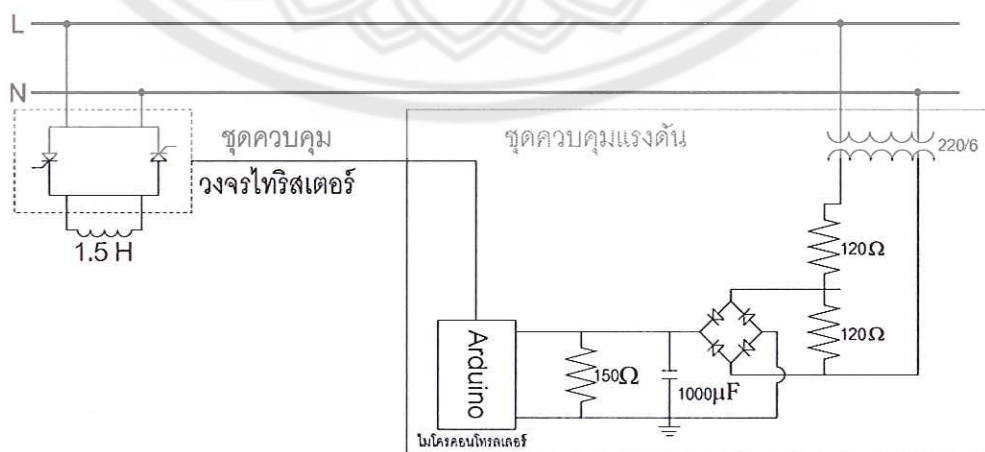 L
N
ชุดควบคุม
วงจรไทริสเตอร์
1.5 H
ชุดควบคุมแรงดัน
220/6
120Ω
120Ω
150Ω
1000μF
Arduino
ไมโครคอนโทรลเลอร์